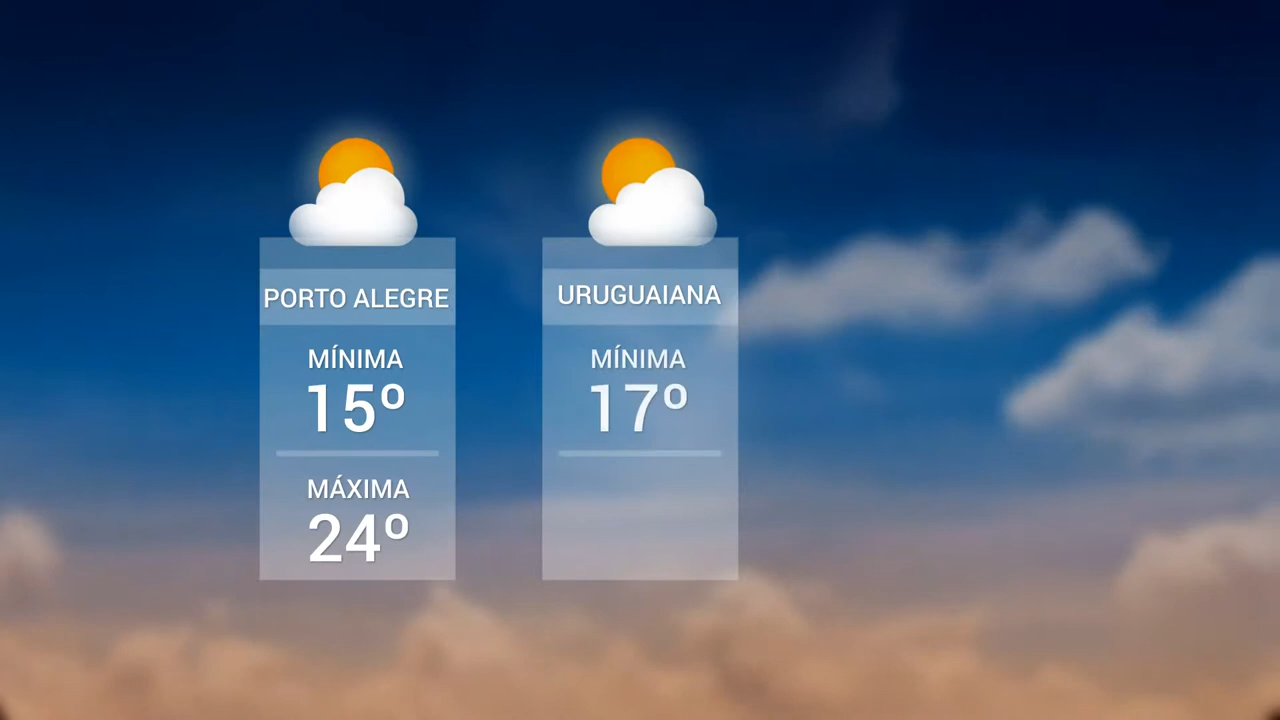 PORTO ALEGRE
MÍNIMA
15º
MÁXIMA
24º
URUGUAIANA
MÍNIMA
17º